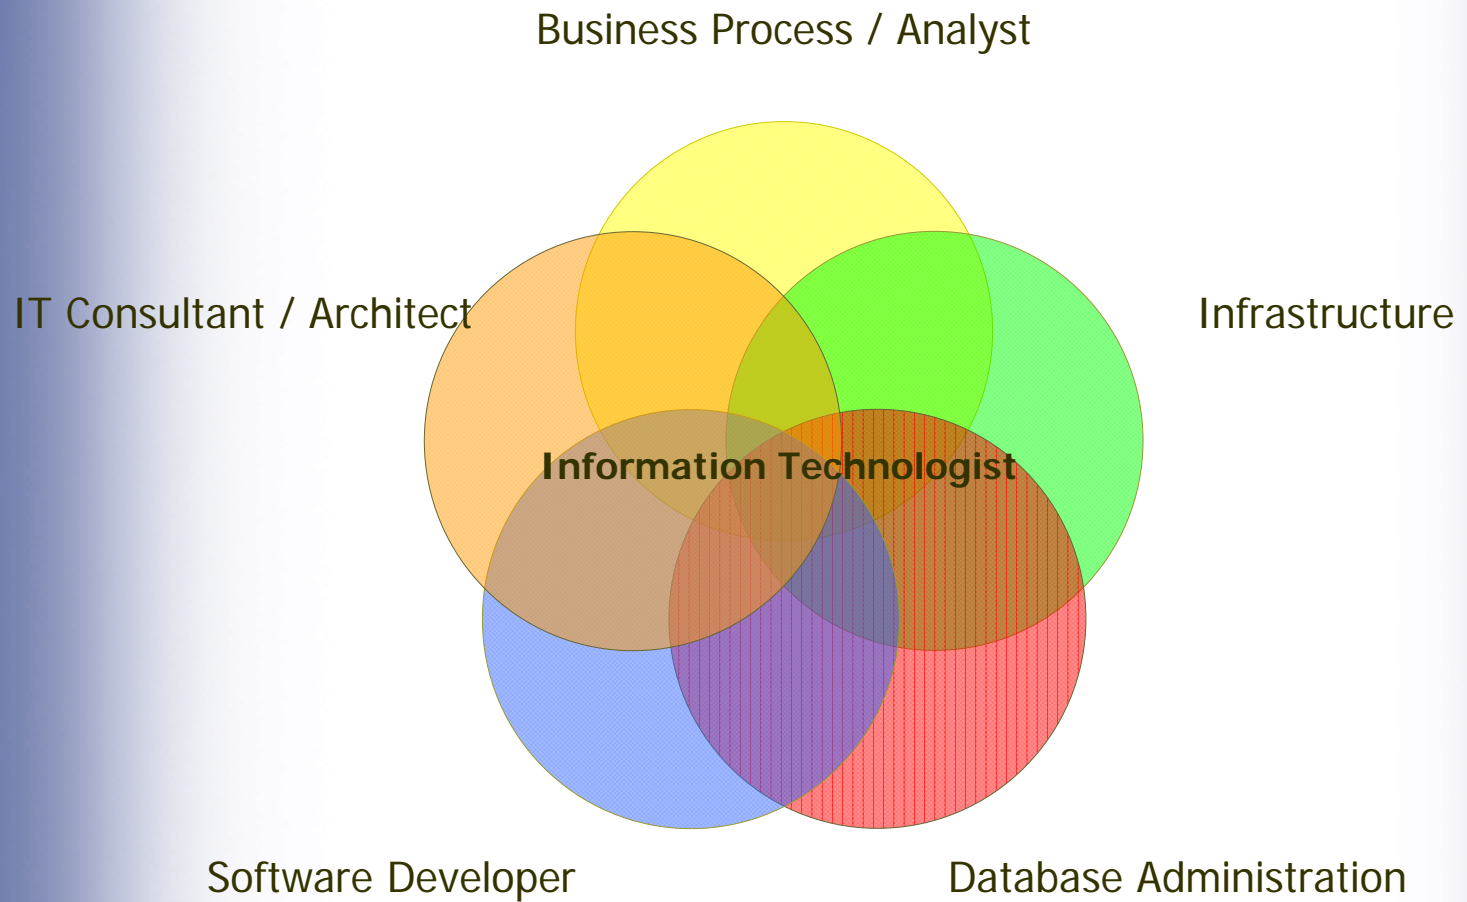 Business Process / Analyst
IT Consultant / Architect
Infrastructure
Information Technologist
Software Developer
Database Administration